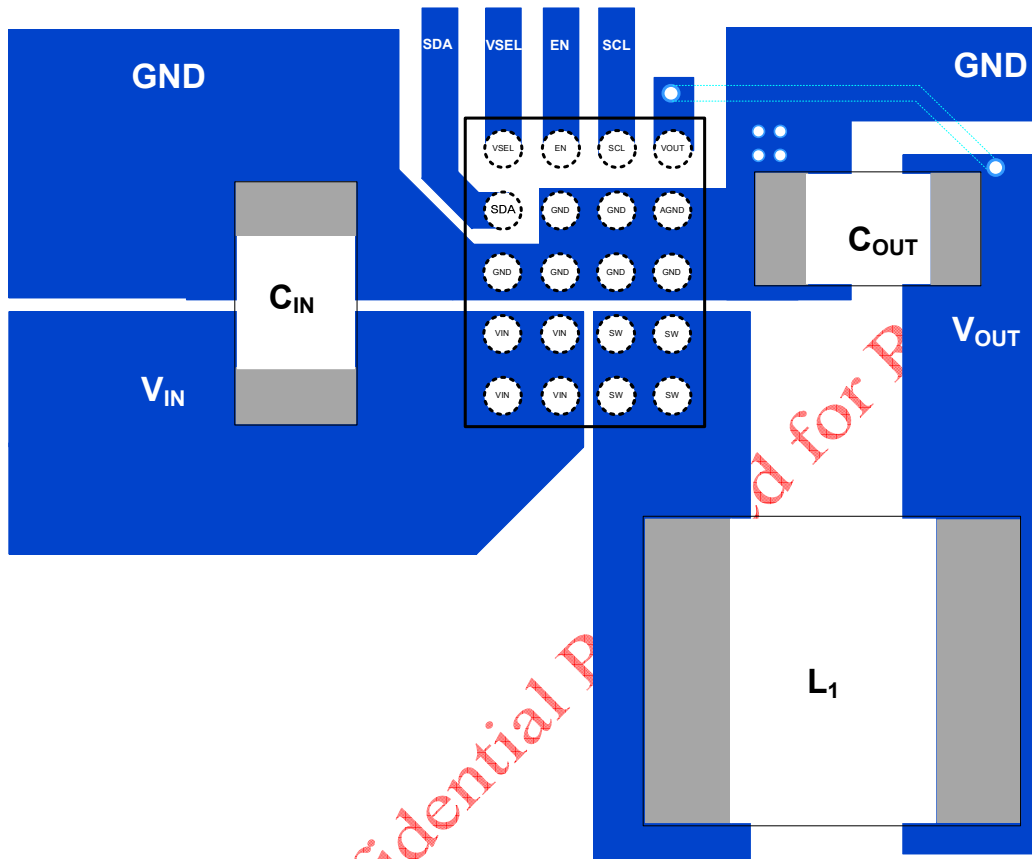 SDA VSEL EN SCL
GND
GND
VSEL EN SCL VOUT
SDA GND GND AGND
GND GND GND GND
VIN VIN SW SW
VIN VIN SW SW
CIN
COUT
VIN
VOUT
L1
fidential P
d for R